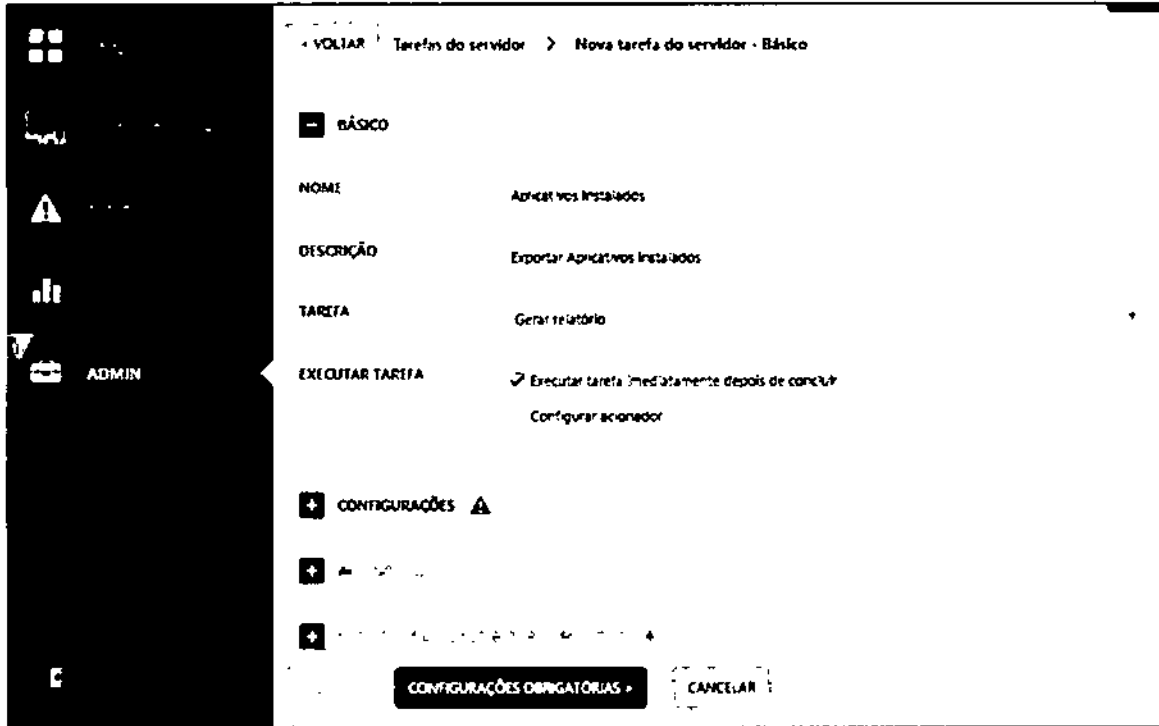 ‹ VOLTAR Tarefas do servidor > Nova tarefa do servidor - Básico
BÁSICO
NOME Aplicativos Instalados
DESCRIÇÃO Exportar Aplicativos Instalados
TAREFA Gerar relatório
ADMIN EXECUTAR TAREFA Executar tarefa imediatamente depois de concluir
Configurar acionador
CONFIGURAÇÕES
CONFIGURAÇÕES OBRIGATÓRIAS › CANCELAR